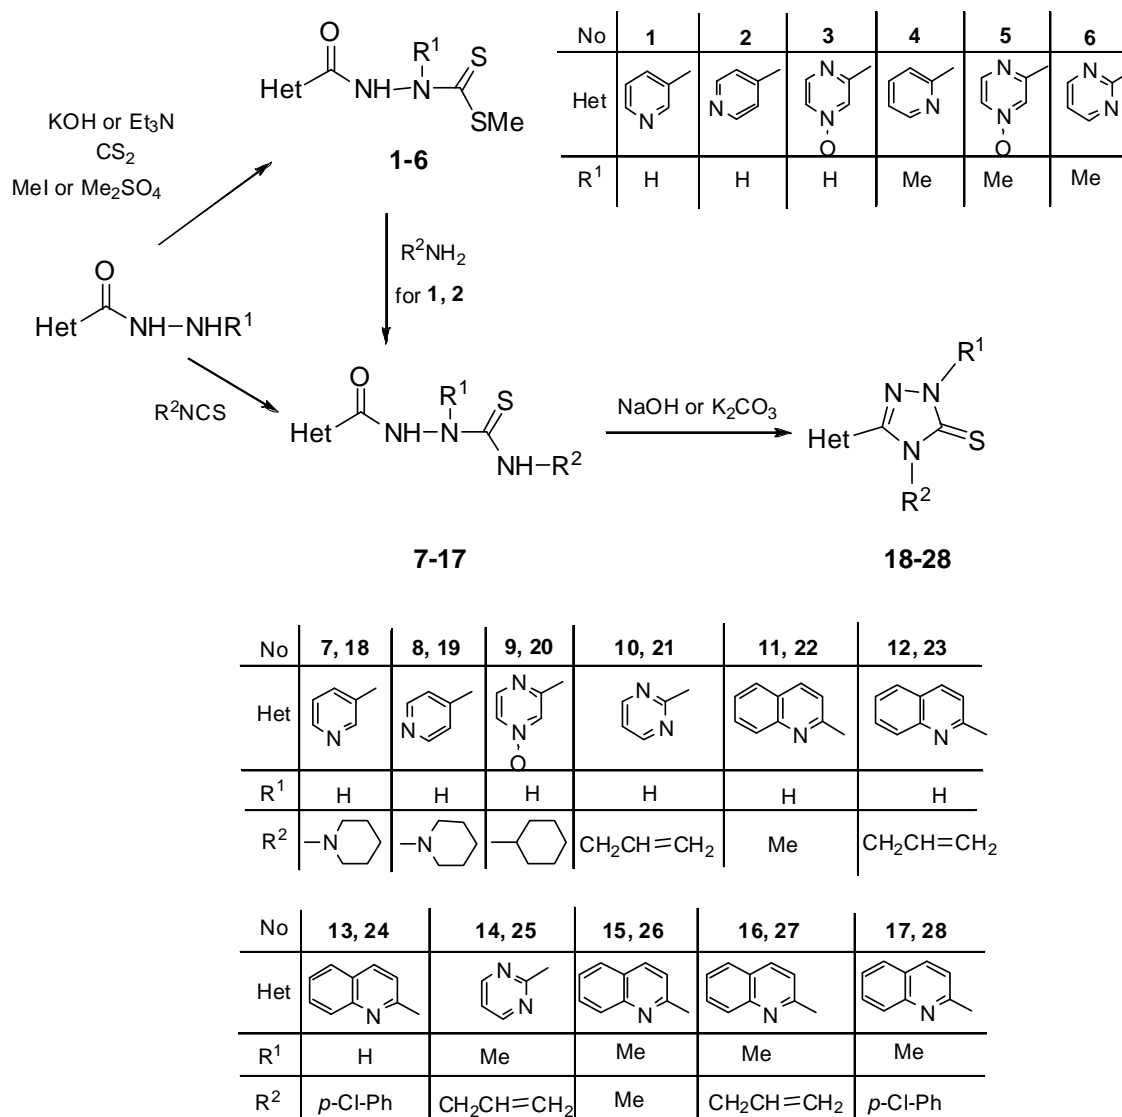 No 1 2 3 4 5 6
Het
N N N N O N N N O N N
R1 H H H Me Me Me
O R1 S
Het NH N SMe
1-6
KOH or Et3N
CS2
MeI or Me2SO4
R2NH2
for 1, 2
O
Het NH NHR1
R2NCS
O R1 S
Het NH N NH R2
7-17
NaOH or K2CO3
R1
N N
Het N S
R2
18-28
No 7, 18 8, 19 9, 20 10, 21 11, 22 12, 23
Het N N N N O N N N N
R1 H H H H H H
R2 N N CH2CH=CH2 Me CH2CH=CH2
No 13, 24 14, 25 15, 26 16, 27 17, 28
Het N N N N N N
R1 H Me Me Me Me
R2 p-Cl-Ph CH2CH=CH2 Me CH2CH=CH2 p-Cl-Ph